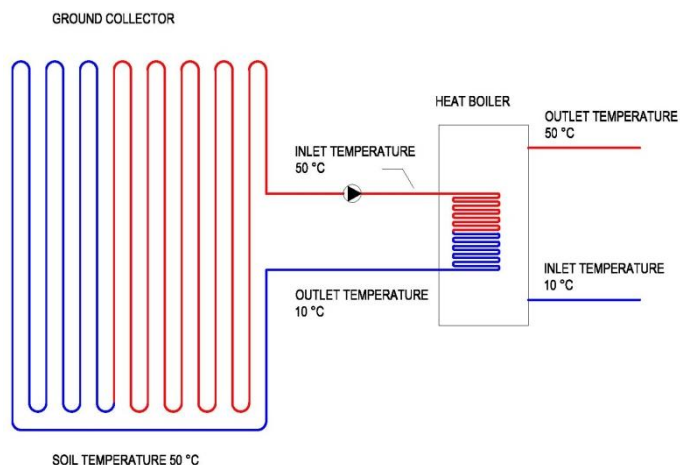 GROUND COLLECTOR
HEAT BOILER
OUTLET TEMPERATURE
50 °C
INLET TEMPERATURE
50 °C
INLET TEMPERATURE
10 °C
OUTLET TEMPERATURE
10 °C
SOIL TEMPERATURE 50 °C